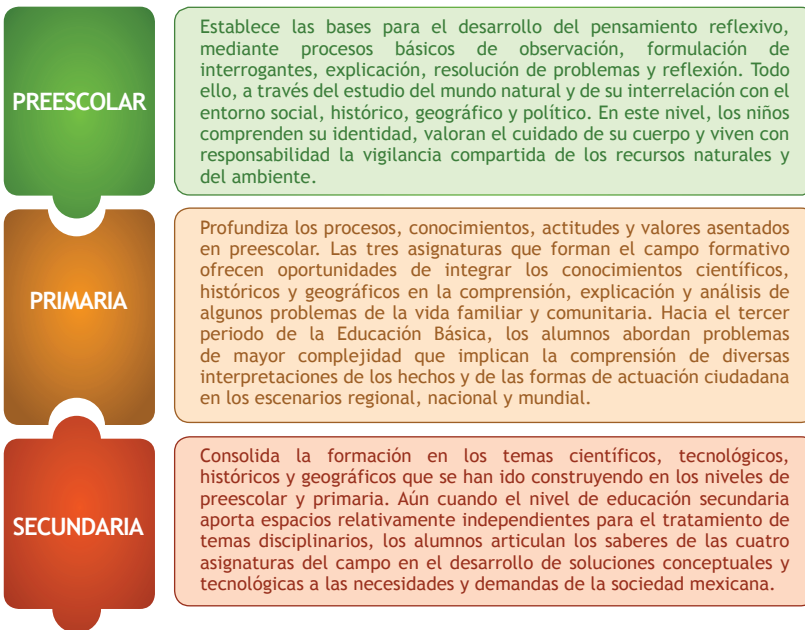 PREESCOLAR
Establece las bases para el desarrollo del pensamiento reflexivo,
mediante procesos básicos de observación, formulación de
interrogantes, explicación, resolución de problemas y reflexión. Todo
ello, a través del estudio del mundo natural y de su interrelación con el
entorno social, histórico, geográfico y político. En este nivel, los niños
comprenden su identidad, valoran el cuidado de su cuerpo y viven con
responsabilidad la vigilancia compartida de los recursos naturales y
del ambiente.
PRIMARIA
Profundiza los procesos, conocimientos, actitudes y valores asentados
en preescolar. Las tres asignaturas que forman el campo formativo
ofrecen oportunidades de integrar los conocimientos científicos,
históricos y geográficos en la comprensión, explicación y análisis de
algunos problemas de la vida familiar y comunitaria. Hacia el tercer
periodo de la Educación Básica, los alumnos abordan problemas
de mayor complejidad que implican la comprensión de diversas
interpretaciones de los hechos y de las formas de actuación ciudadana
en los escenarios regional, nacional y mundial.
SECUNDARIA
Consolida la formación en los temas científicos, tecnológicos,
históricos y geográficos que se han ido construyendo en los niveles de
preescolar y primaria. Aún cuando el nivel de educación secundaria
aporta espacios relativamente independientes para el tratamiento de
temas disciplinarios, los alumnos articulan los saberes de las cuatro
asignaturas del campo en el desarrollo de soluciones conceptuales y
tecnológicas a las necesidades y demandas de la sociedad mexicana.